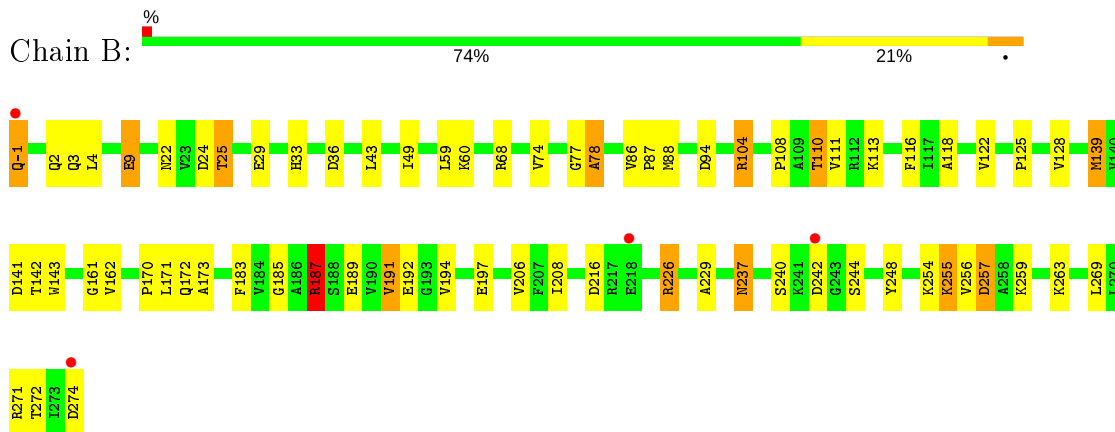 %
Chain B:
74% 21% •
Q-1 Q2 Q3 L4 E9 N22 V23 D24 T25 E29 H33 D36 L43 I49 L59 K60 R68 V74 G77 A78 V86 P87 M88 D94 R104 P108 A109 T110 V111 R112 K113 F116 I117 A118 V122 P125 V128 M139 V140
D141 T142 W143 G161 V162 P170 L171 Q172 A173 F183 V184 G185 A186 R187 S188 E189 V190 V191 E192 G193 V194 E197 V206 F207 I208 D216 R217 E218 R226 A229 N237 S240 K241 D242 G243 S244 Y248 K254 K255 V256 D257 A258 K259 K263 L269 L270
R271 T272 I273 D274